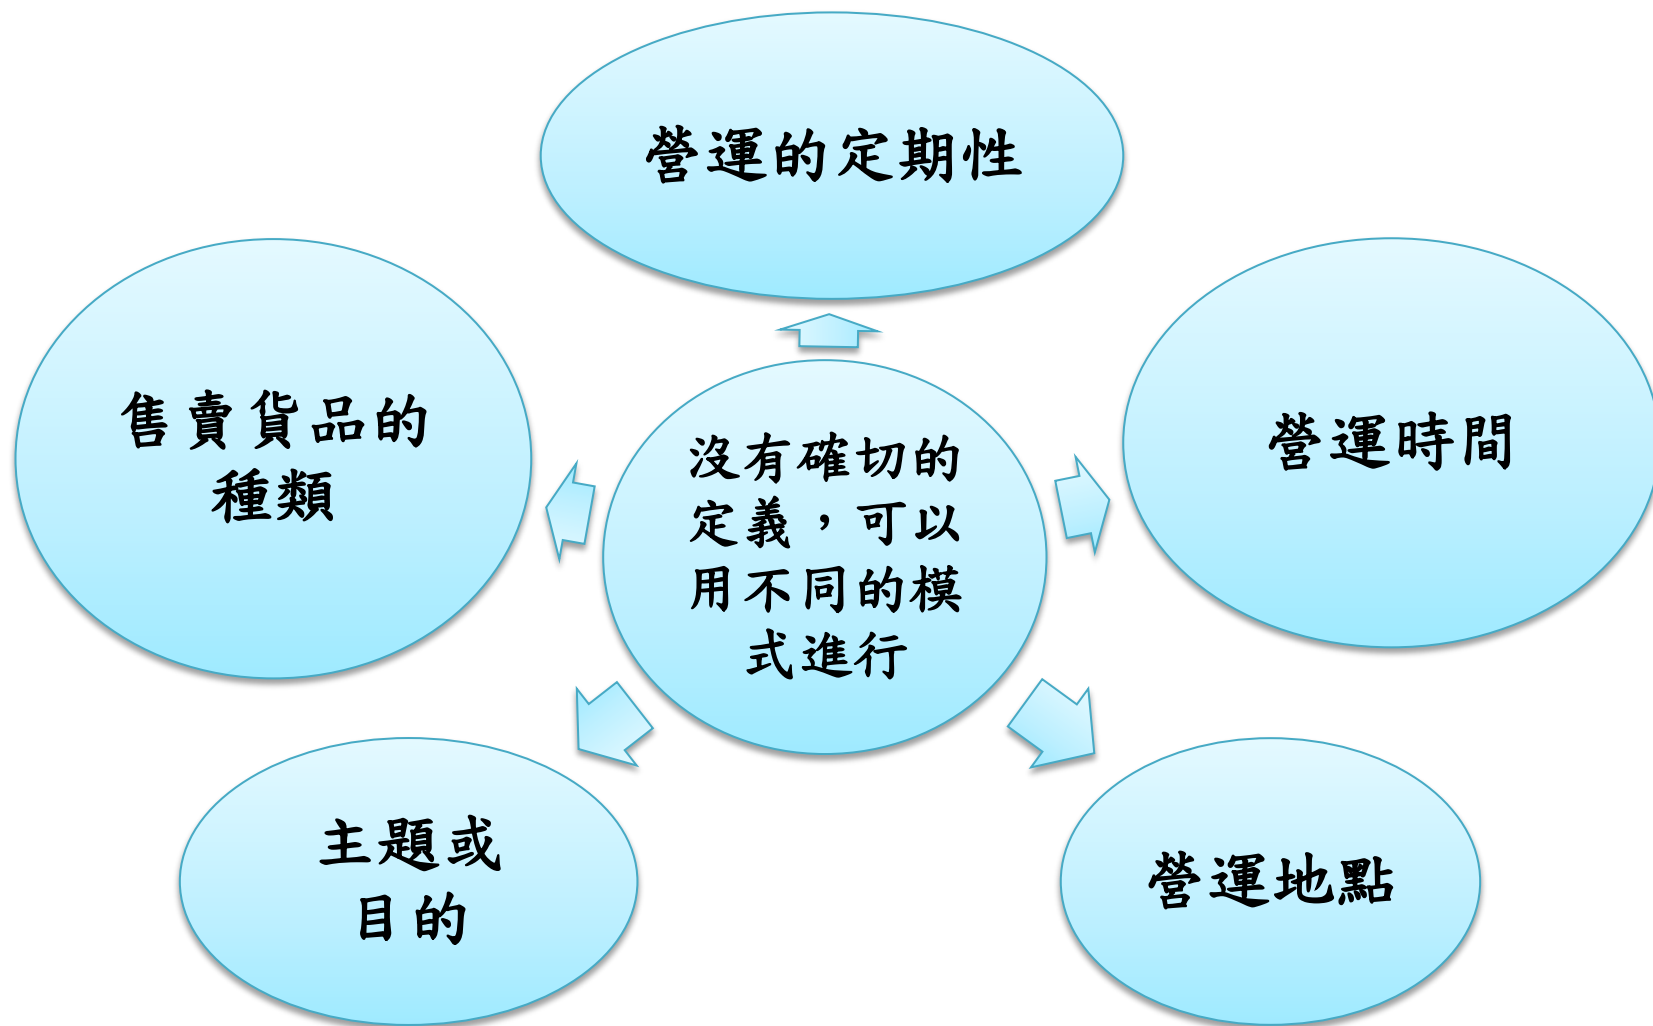 營運的定期性
售賣貨品的
種類
沒有確切的
定義，可以
用不同的模
式進行
營運時間
主題或
目的
營運地點